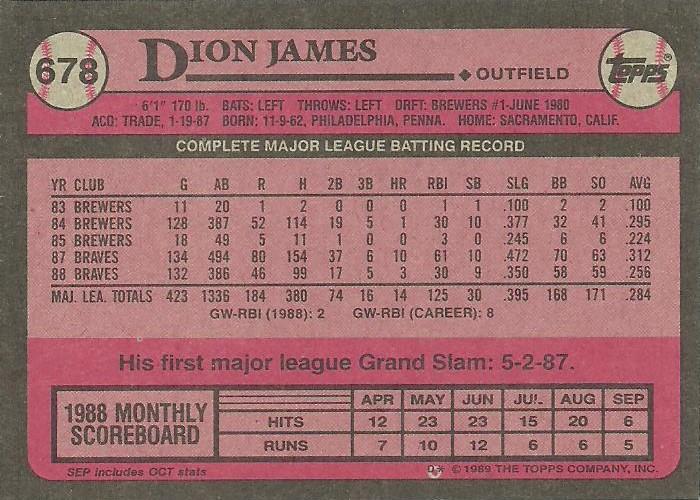 678
DION JAMES
OUTFIELD
topps®
6'1" 170 lb. BATS: LEFT THROWS: LEFT DRFT: BREWERS #1-JUNE 1980
ACQ: TRADE, 1-19-87 BORN: 11-9-62, PHILADELPHIA, PENNA. HOME: SACRAMENTO, CALIF.
COMPLETE MAJOR LEAGUE BATTING RECORD
YR CLUB G AB R H 2B 3B HR RBI SB SLG BB SO AVG
83 BREWERS 11 20 1 2 0 0 0 1 1 .100 2 2 .100
84 BREWERS 128 387 52 114 19 5 1 30 10 .377 32 41 .295
85 BREWERS 18 49 5 11 1 0 0 3 0 .245 6 6 .224
87 BRAVES 134 494 80 154 37 6 10 61 10 .472 70 63 .312
88 BRAVES 132 386 46 99 17 5 3 30 9 .350 58 59 .256
MAJ. LEA. TOTALS 423 1336 184 380 74 16 14 125 30 .395 168 171 .284
GW-RBI (1988): 2 GW-RBI (CAREER): 8
His first major league Grand Slam: 5-2-87.
1988 MONTHLY SCOREBOARD
APR MAY JUN JUL AUG SEP
HITS 12 23 23 15 20 6
RUNS 7 10 12 6 6 5
SEP includes OCT stats
D* © 1989 THE TOPPS COMPANY, INC.